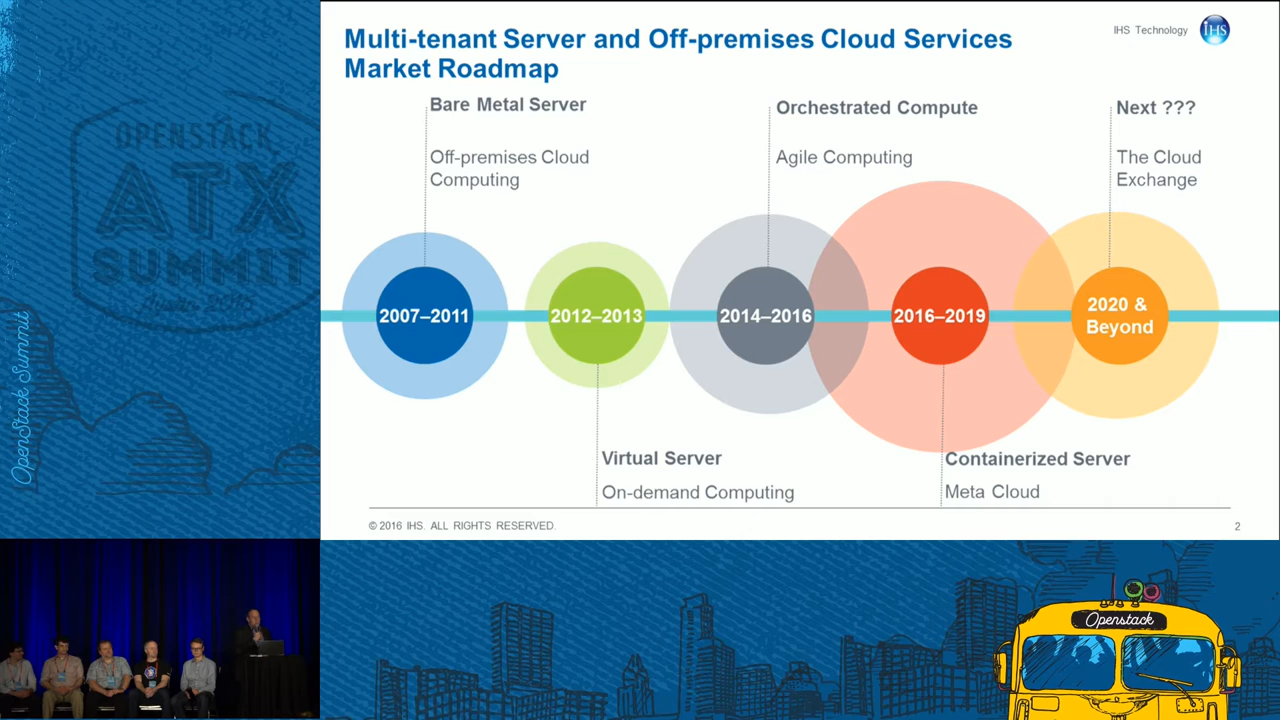 Multi-tenant Server and Off-premises Cloud Services
Market Roadmap
IHS Technology
IHS
Bare Metal Server
Off-premises Cloud
Computing
Orchestrated Compute
Agile Computing
Next ???
The Cloud
Exchange
2007–2011
2012–2013
2014–2016
2016–2019
2020 &
Beyond
Virtual Server
On-demand Computing
Containerized Server
Meta Cloud
© 2016 IHS. ALL RIGHTS RESERVED.
2
OPENSTACK
ATX
SUMMIT
OpenStack Summit
Openstack